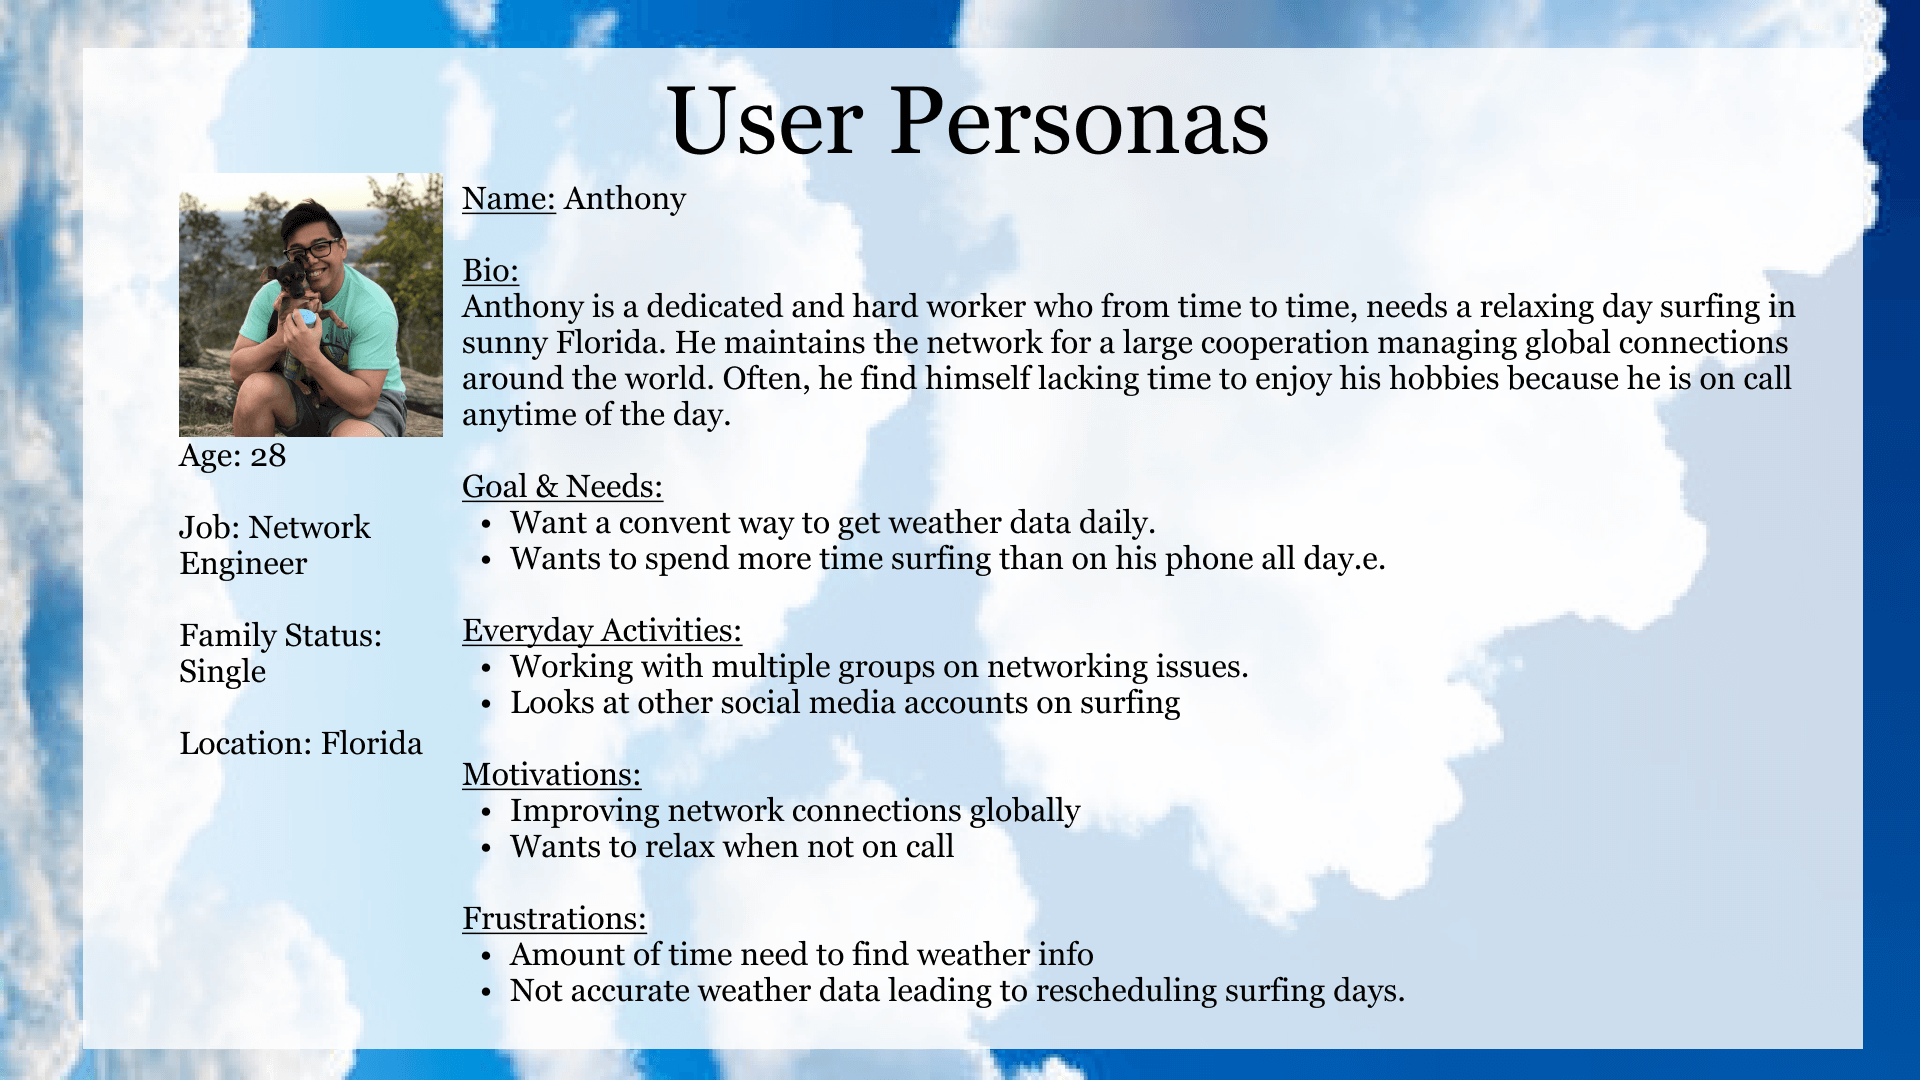 User Personas
Name: Anthony
Bio:
Anthony is a dedicated and hard worker who from time to time, needs a relaxing day surfing in
sunny Florida. He maintains the network for a large cooperation managing global connections
around the world. Often, he find himself lacking time to enjoy his hobbies because he is on call
anytime of the day.
Age: 28
Job: Network
Engineer
Family Status:
Single
Location: Florida
Goal & Needs:
• Want a convent way to get weather data daily.
• Wants to spend more time surfing than on his phone all day.e.
Everyday Activities:
• Working with multiple groups on networking issues.
• Looks at other social media accounts on surfing
Motivations:
• Improving network connections globally
• Wants to relax when not on call
Frustrations:
• Amount of time need to find weather info
• Not accurate weather data leading to rescheduling surfing days.